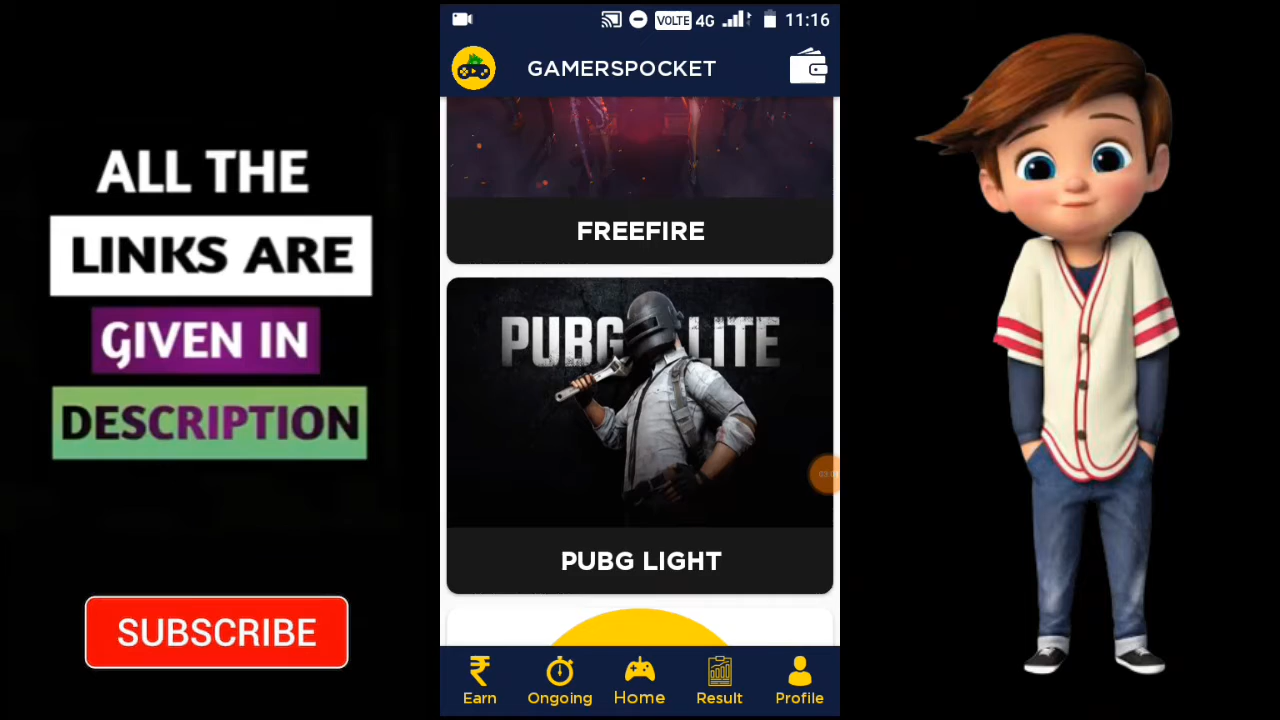 ALL THE
LINKS ARE
GIVEN IN
DESCRIPTION
SUBSCRIBE
VOLTE 4G 11:16
GAMERSPOCKET
FREEFIRE
PUBG LITE
PUBG LIGHT
Earn
Ongoing
Home
Result
Profile